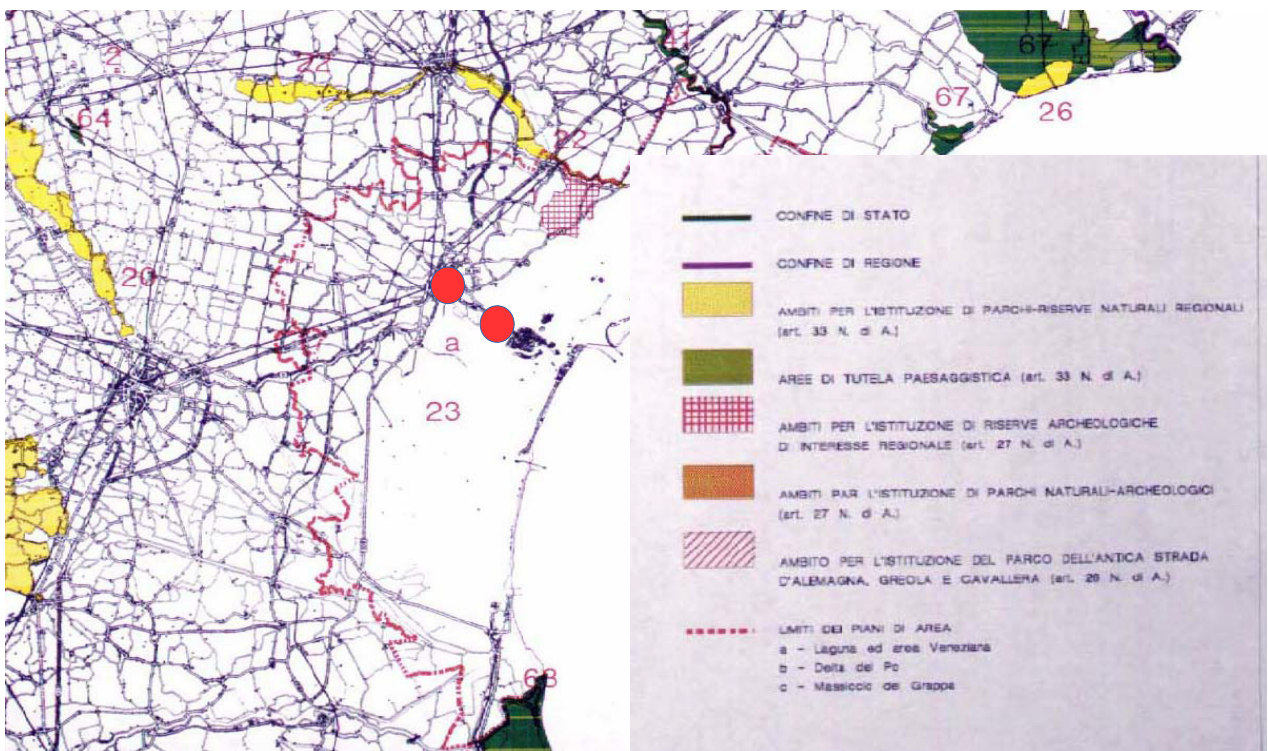 2
22
67
64
67
26
22
20
a
23
CONFINE DI STATO
CONFINE DI REGIONE
AMBITI PER L'ISTITUZIONE DI PARCHI-RISERVE NATURALI REGIONALI
(art. 33 N. di A.)
AREE DI TUTELA PAESAGGISTICA (art. 33 N. di A.)
AMBITI PER L'ISTITUZIONE DI RISERVE ARCHEOLOGICHE
DI INTERESSE REGIONALE (art. 27 N. di A.)
AMBITI PAR L'ISTITUZIONE DI PARCHI NATURALI-ARCHEOLOGICI
(art. 27 N. di A.)
AMBITO PER L'ISTITUZIONE DEL PARCO DELL'ANTICA STRADA
D'ALEMAGNA, GREOLA E CAVALLERA (art. 26 N. di A.)
LIMITI DEI PIANI DI AREA
a - Laguna ed area Veneziana
b - Delta del Po
c - Massiccio del Grappa